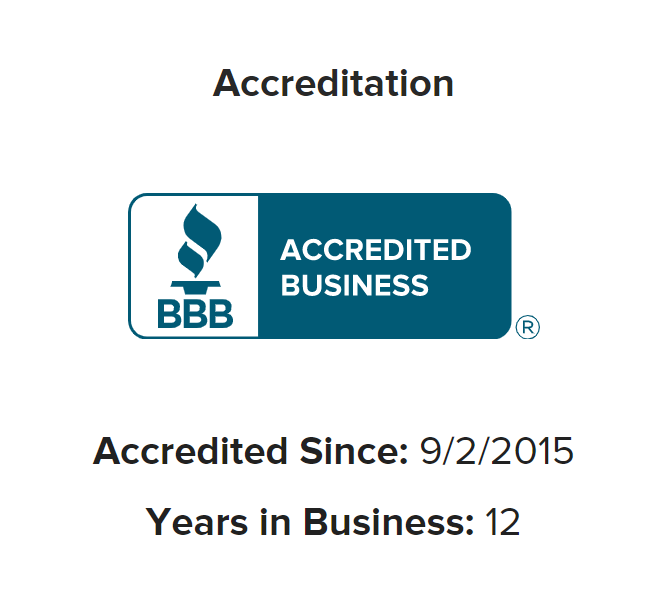 Accreditation
ACCREDITED
BUSINESS
BBB
®
Accredited Since: 9/2/2015
Years in Business: 12